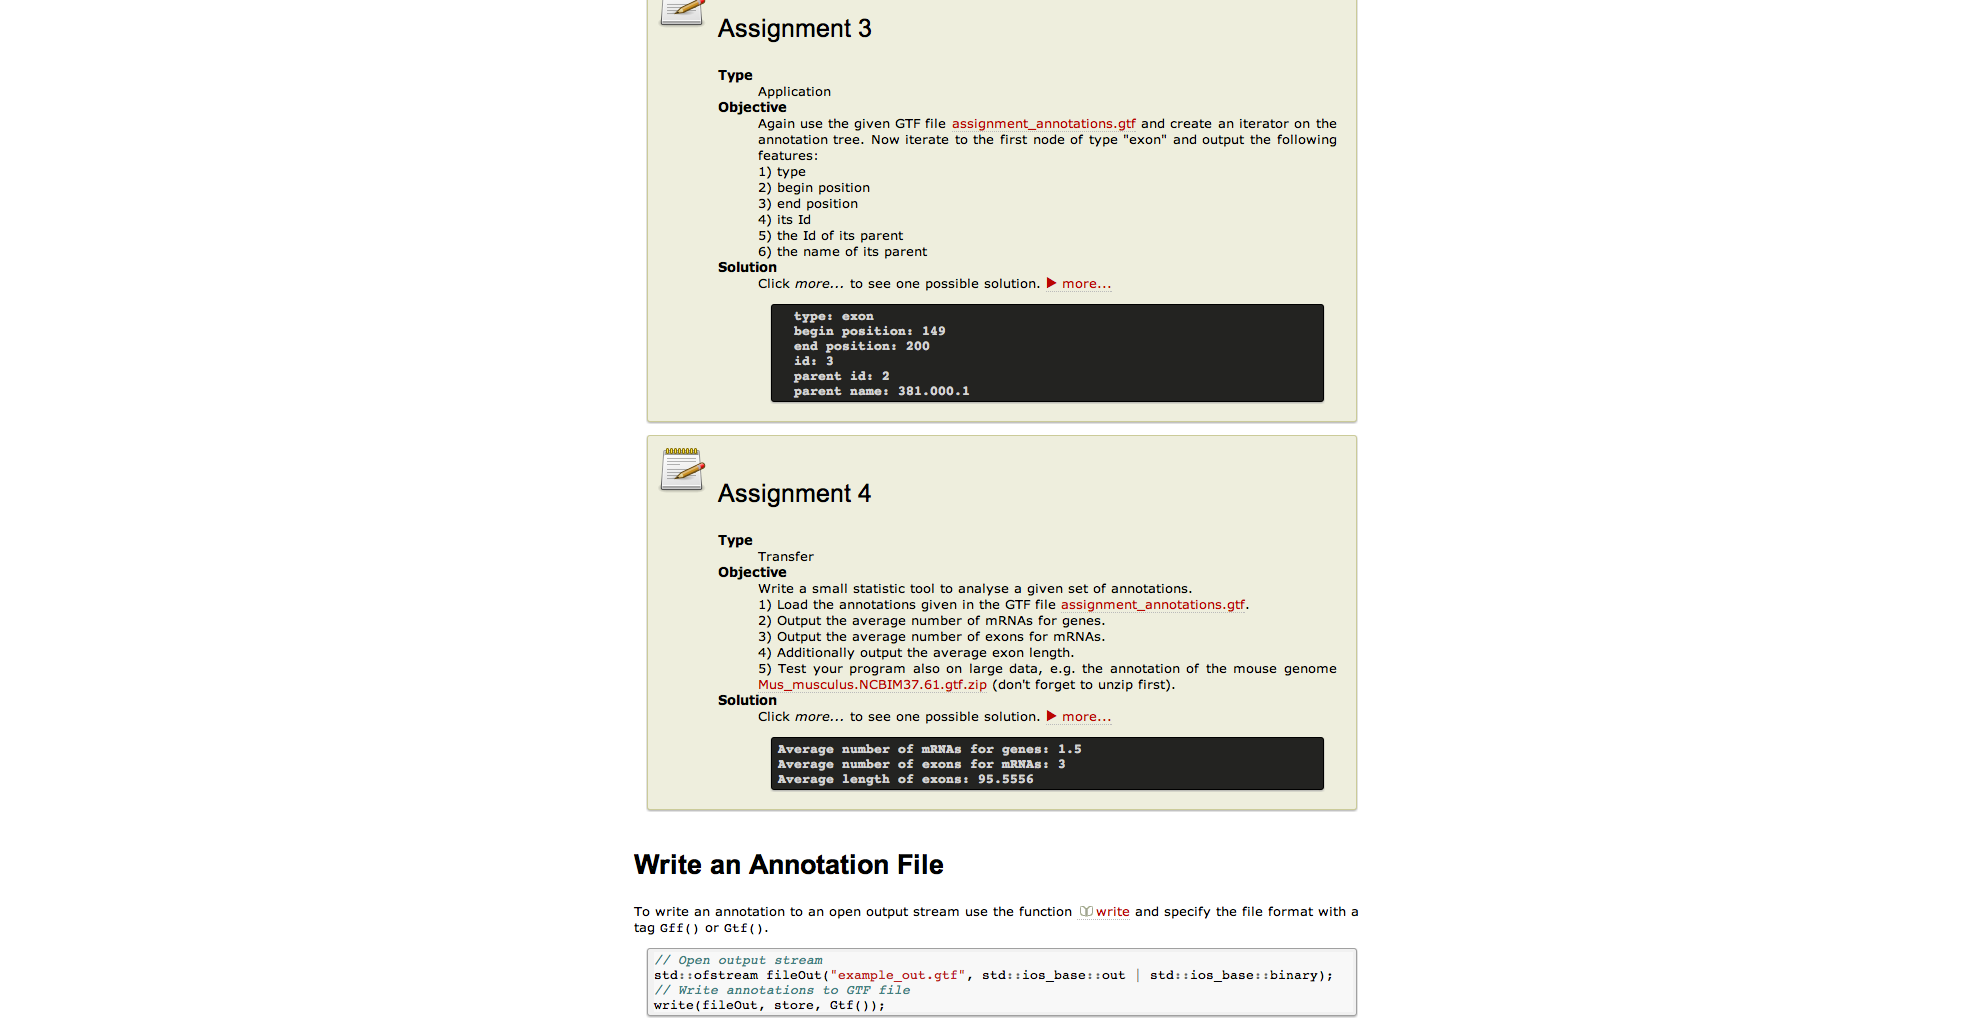 Assignment 3
Type
Application
Objective
Again use the given GTF file assignment_annotations.gtf and create an iterator on the
annotation tree. Now iterate to the first node of type "exon" and output the following
features:
1) type
2) begin position
3) end position
4) its Id
5) the Id of its parent
6) the name of its parent
Solution
Click more... to see one possible solution. ▶ more...
type: exon
begin position: 149
end position: 200
id: 3
parent id: 2
parent name: 381.000.1
Assignment 4
Type
Transfer
Objective
Write a small statistic tool to analyse a given set of annotations.
1) Load the annotations given in the GTF file assignment_annotations.gtf.
2) Output the average number of mRNAs for genes.
3) Output the average number of exons for mRNAs.
4) Additionally output the average exon length.
5) Test your program also on large data, e.g. the annotation of the mouse genome
Mus_musculus.NCBIM37.61.gtf.zip (don't forget to unzip first).
Solution
Click more... to see one possible solution. ▶ more...
Average number of mRNAs for genes: 1.5
Average number of exons for mRNAs: 3
Average length of exons: 95.5556
Write an Annotation File
To write an annotation to an open output stream use the function write and specify the file format with a
tag Gff() or Gtf().
// Open output stream
std::ofstream fileOut("example_out.gtf", std::ios_base::out | std::ios_base::binary);
// Write annotations to GTF file
write(fileOut, store, Gtf());